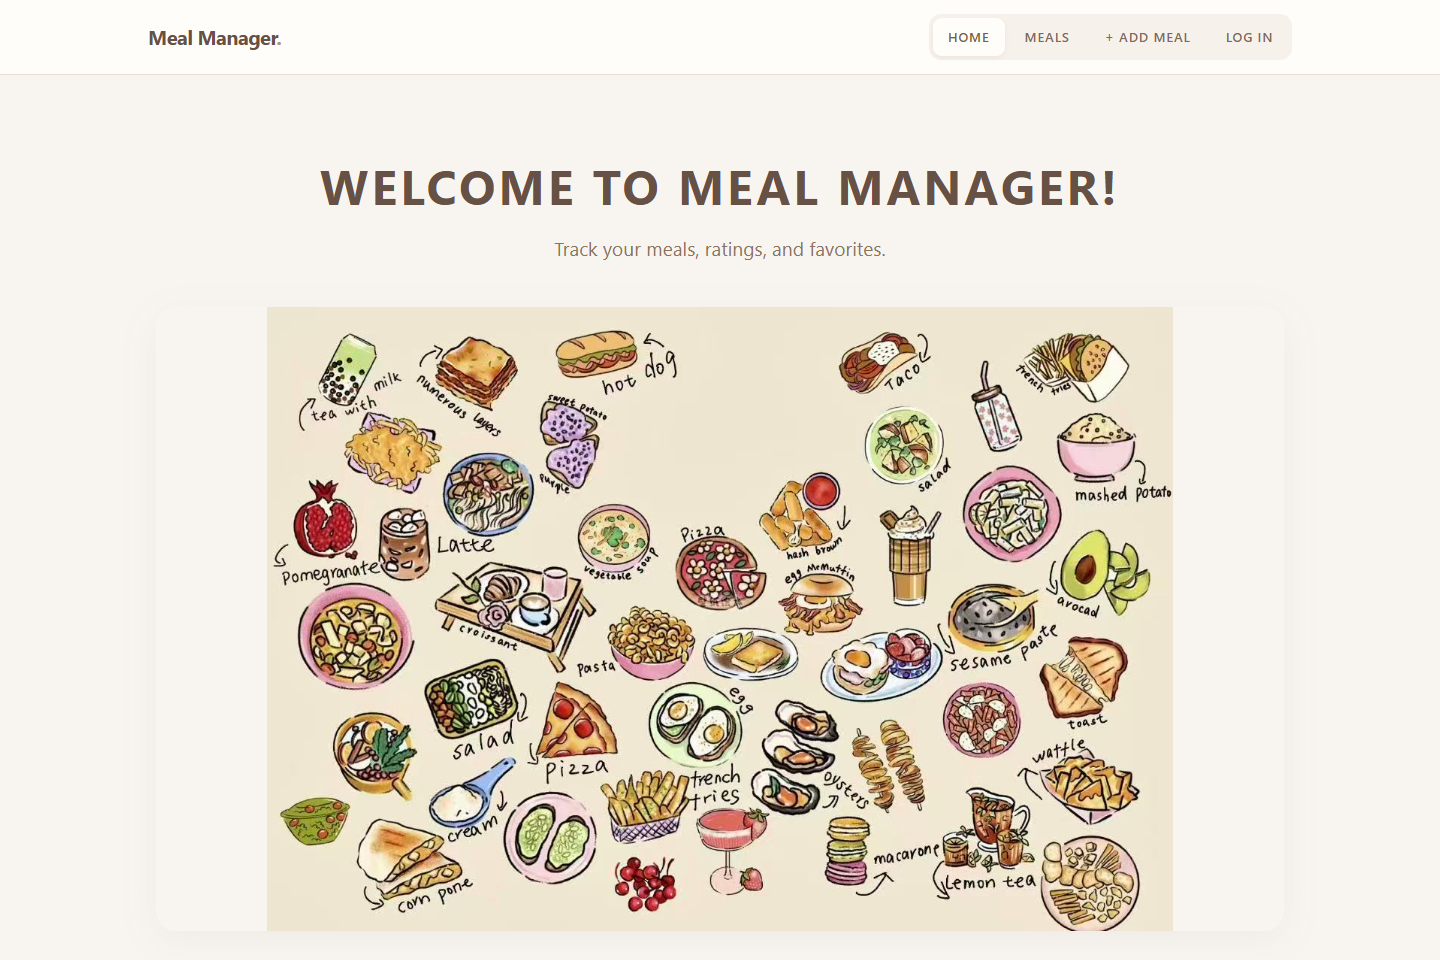 Meal Manager.
HOME
MEALS
+ ADD MEAL
LOG IN
WELCOME TO MEAL MANAGER!
Track your meals, ratings, and favorites.
tea with milk
numerous layers
hot dog
Taco
french fries
sweet potato
purple
salad
mashed potato
Pomegranate
Latte
vegetable soup
Pizza
hash brown
egg McMuffin
avocad
croissant
Pasta
sesame paste
toast
salad
Pizza
egg
oysters
waffle
french
fries
cream
corn pone
macarone
Lemon tea